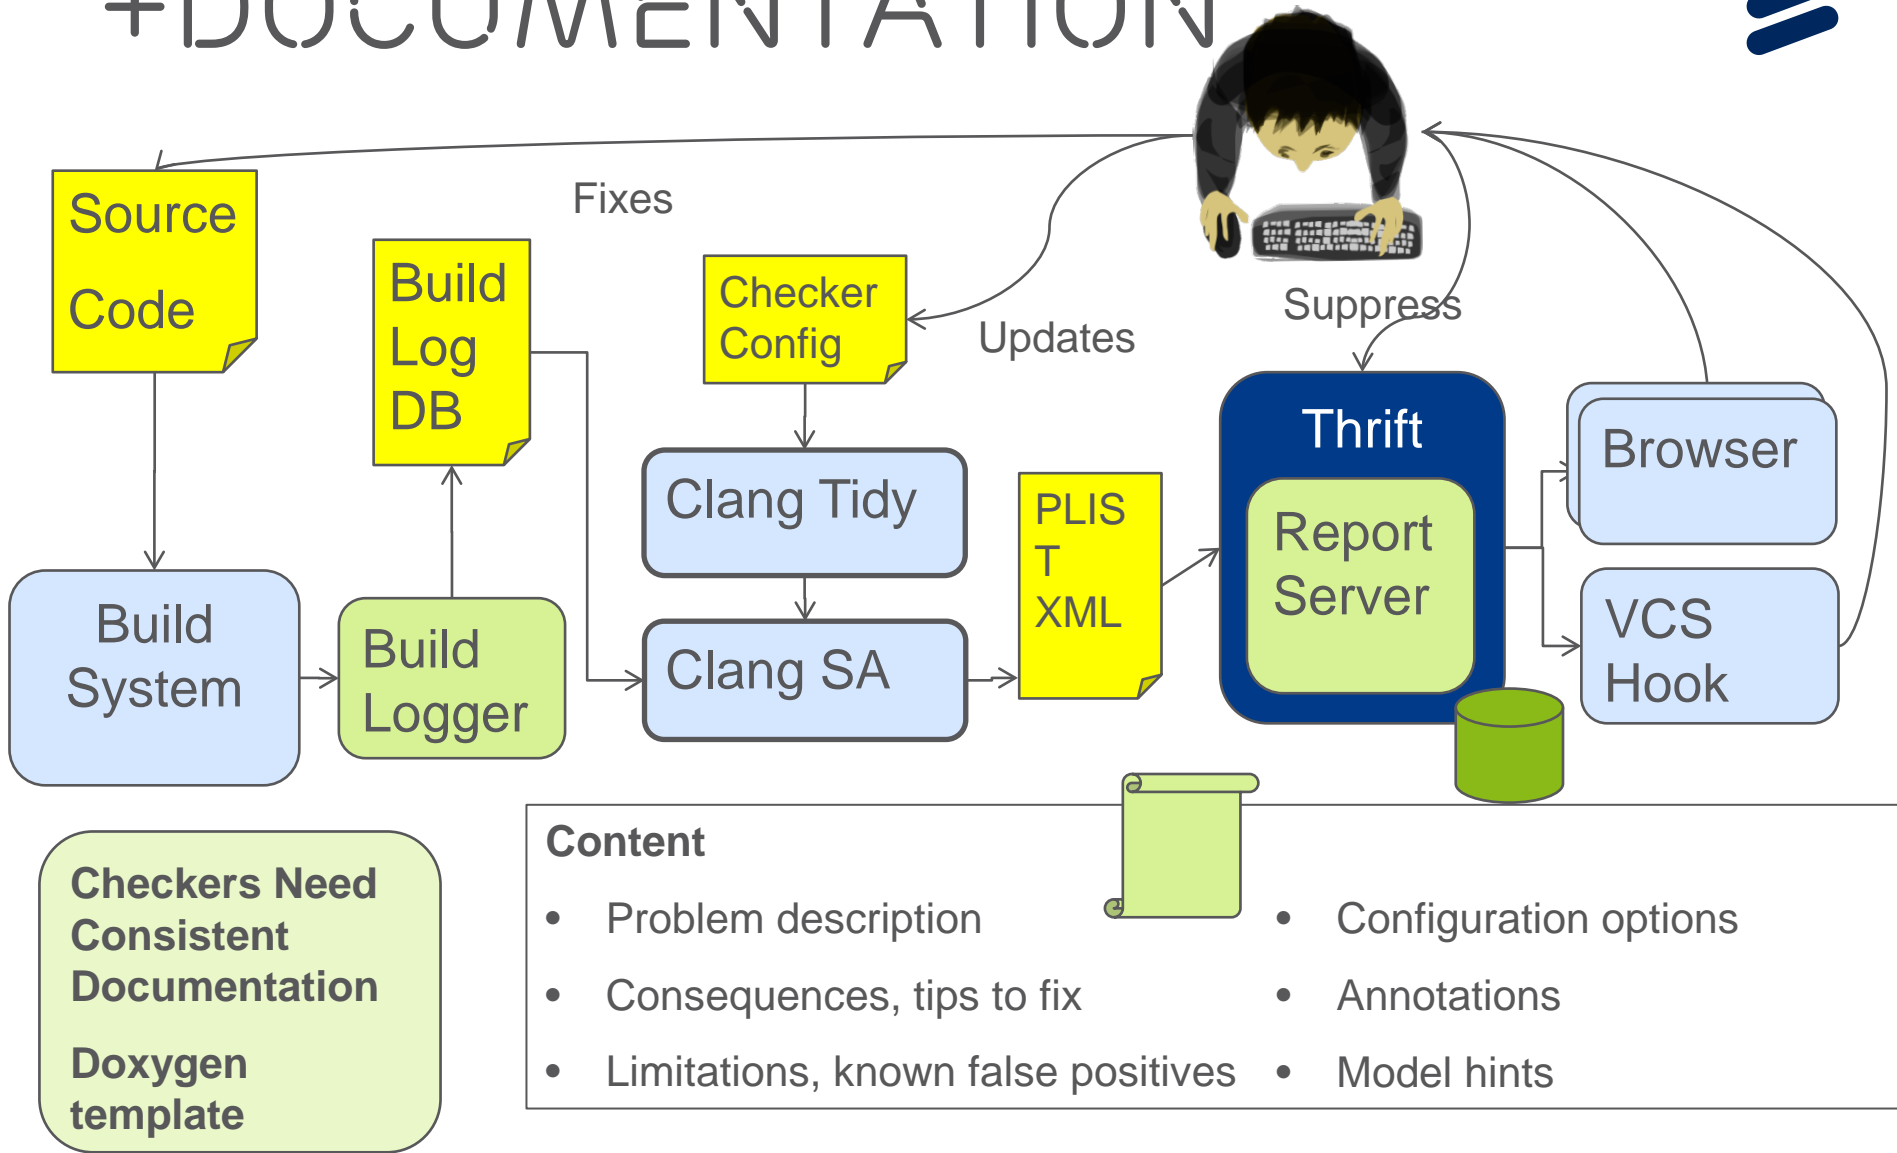 +DOCUMENTATION
Source
Code
Fixes
Build
Log
DB
Checker
Config
Updates
Suppress
Thrift
Report
Server
Browser
VCS
Hook
Clang Tidy
Clang SA
PLIS
T
XML
Build
System
Build
Logger
Checkers Need
Consistent
Documentation
Doxygen
template
Content
• Problem description
• Consequences, tips to fix
• Limitations, known false positives
• Configuration options
• Annotations
• Model hints